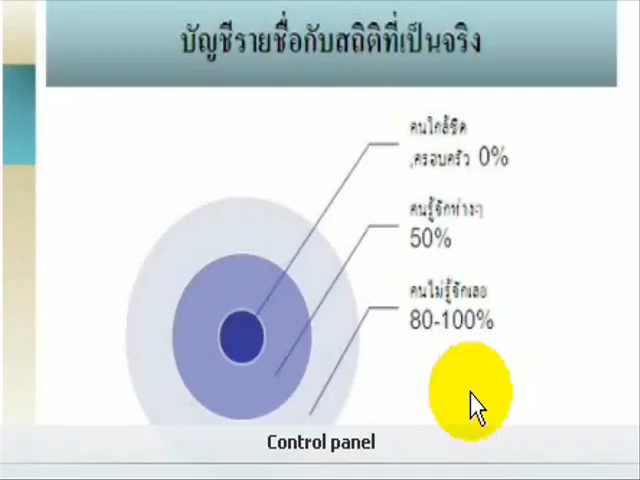 บัญชีรายชื่อกับสถิติที่เป็นจริง
คนใกล้ชิด
,ครอบครัว 0%
คนรู้จักห่างๆ
50%
คนไม่รู้จักเลย
80-100%
Control panel